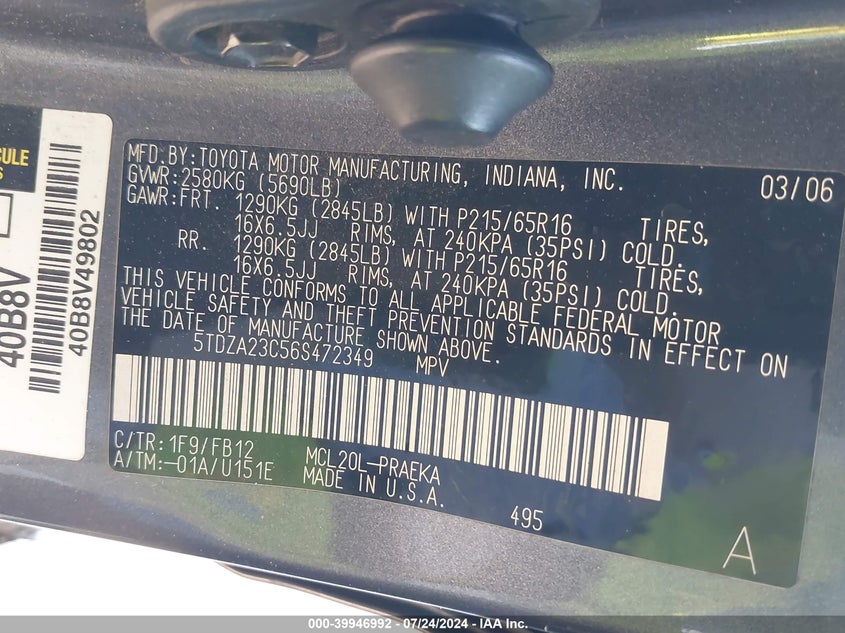 CULE
S
40B8V
40B8V49802
MFD.BY:TOYOTA MOTOR MANUFACTURING, INDIANA, INC. 03/06
GVWR:2580KG (5690LB)
GAWR:FRT. 1290KG (2845LB) WITH P215/65R16 TIRES,
16X6.5JJ RIMS, AT 240KPA (35PSI) COLD.
RR. 1290KG (2845LB) WITH P215/65R16 TIRES,
16X6.5JJ RIMS, AT 240KPA (35PSI) COLD.
THIS VEHICLE CONFORMS TO ALL APPLICABLE FEDERAL MOTOR
VEHICLE SAFETY AND THEFT PREVENTION STANDARDS IN EFFECT ON
THE DATE OF MANUFACTURE SHOWN ABOVE.
5TDZA23C56S472349 MPV
C/TR:1F9/FB12
A/TM:-01A/U151E
MCL20L-PRAEKA
MADE IN U.S.A.
495
A
000-39946992 - 07/24/2024 - IAA Inc.